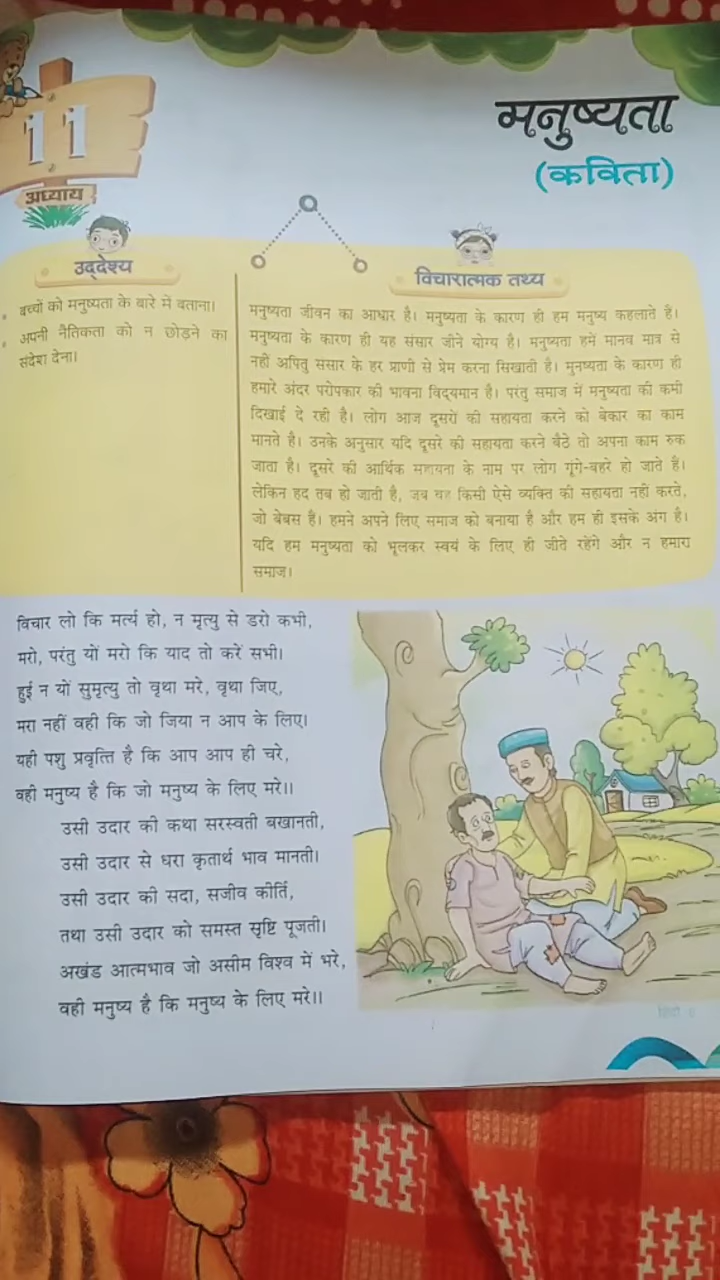 11
अध्याय
मनुष्यता
(कविता)
उद्देश्य
बच्चों को मनुष्यता के बारे में बताना।
अपनी नैतिकता को न छोड़ने का
संदेश देना।
विचारात्मक तथ्य
मनुष्यता जीवन का आधार है। मनुष्यता के कारण ही हम मनुष्य कहलाते हैं।
मनुष्यता के कारण ही यह संसार जीने योग्य है। मनुष्यता हमें मानव मात्र से
नहीं अपितु संसार के हर प्राणी से प्रेम करना सिखाती है। मुनष्यता के कारण ही
हमारे अंदर परोपकार की भावना विद्यमान है। परंतु समाज में मनुष्यता की कमी
दिखाई दे रही है। लोग आज दूसरों की सहायता करने को बेकार का काम
मानते है। उनके अनुसार यदि दूसरे की सहायता करने बैठे तो अपना काम रुक
जाता है। दूसरे की आर्थिक सहायता के नाम पर लोग गूंगे-बहरे हो जाते हैं।
लेकिन हद तब हो जाती है, जब वह किसी ऐसे व्यक्ति की सहायता नहीं करते,
जो बेबस है। हमने अपने लिए समाज को बनाया है और हम ही इसके अंग है।
यदि हम मनुष्यता को भूलकर स्वयं के लिए ही जीते रहेंगे और न हमारा
समाज।
विचार लो कि मर्त्य हो, न मृत्यु से डरो कभी,
मरो, परंतु यों मरो कि याद तो करें सभी।
हुई न यों सुमृत्यु तो वृथा मरे, वृथा जिए,
मरा नहीं वही कि जो जिया न आप के लिए।
यही पशु प्रवृत्ति है कि आप आप ही चरे,
वही मनुष्य है कि जो मनुष्य के लिए मरे।।
उसी उदार की कथा सरस्वती बखानती,
उसी उदार से धरा कृतार्थ भाव मानती।
उसी उदार की सदा, सजीव कीर्ति,
तथा उसी उदार को समस्त सृष्टि पूजती।
अखंड आत्मभाव जो असीम विश्व में भरे,
वही मनुष्य है कि मनुष्य के लिए मरे।।